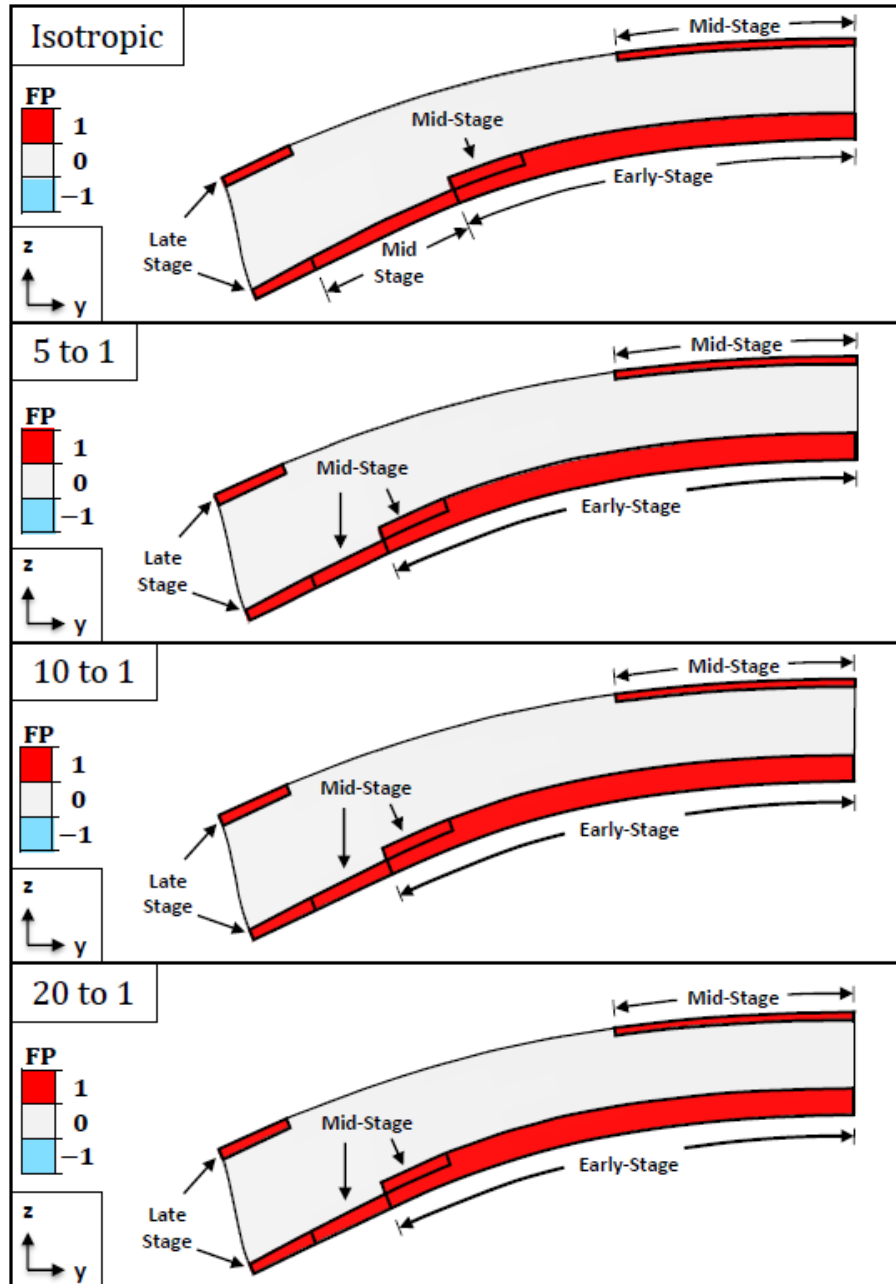 Isotropic
Mid-Stage
FP
1
0
−1
Mid-Stage
Early-Stage
Late
Stage
Mid
Stage
z
y
5 to 1
Mid-Stage
FP
1
0
−1
Mid-Stage
Early-Stage
Late
Stage
z
y
10 to 1
Mid-Stage
FP
1
0
−1
Mid-Stage
Early-Stage
Late
Stage
z
y
20 to 1
Mid-Stage
FP
1
0
−1
Mid-Stage
Early-Stage
Late
Stage
z
y